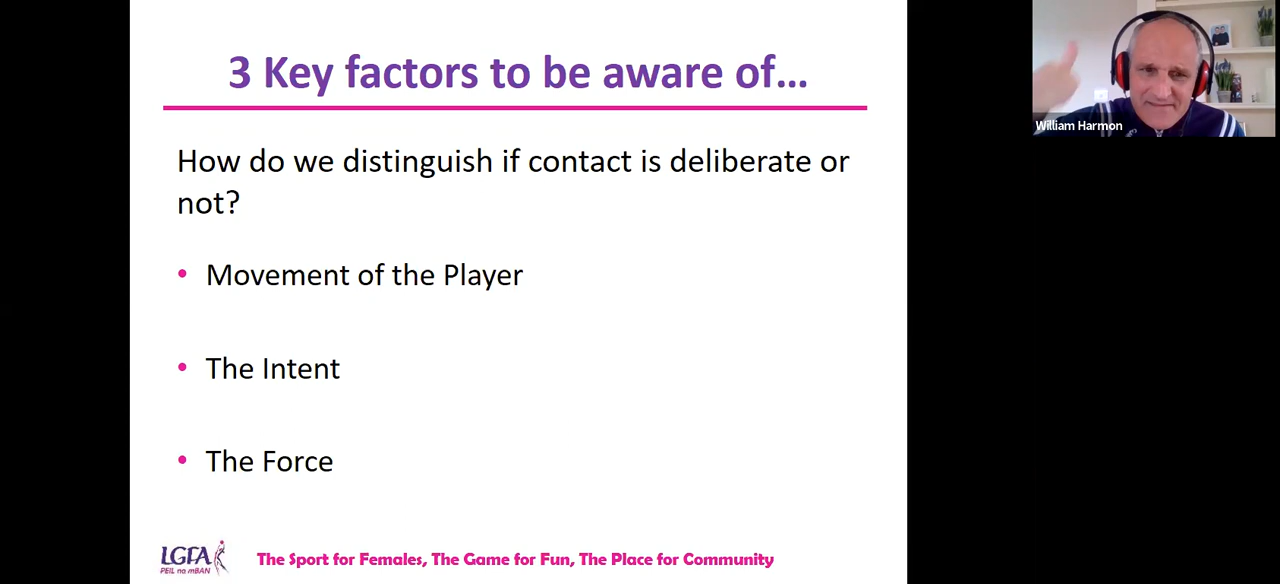 3 Key factors to be aware of...
How do we distinguish if contact is deliberate or
not?
• Movement of the Player
• The Intent
• The Force
LGFA
PEIL na mBAN
The Sport for Females, The Game for Fun, The Place for Community
William Harmon